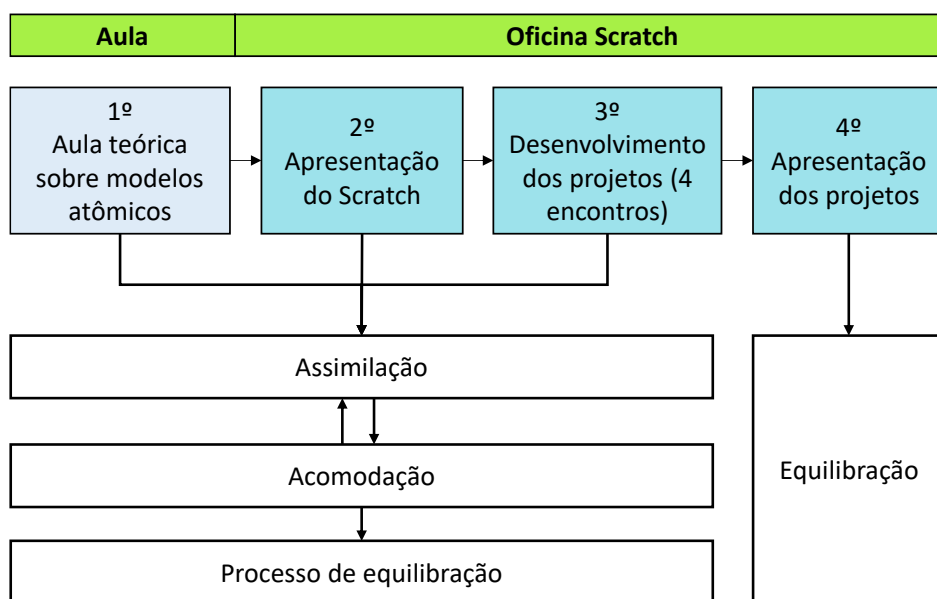 Aula
Oficina Scratch
1º
Aula teórica
sobre modelos
atômicos
2º
Apresentação
do Scratch
3º
Desenvolvimento
dos projetos (4
encontros)
4º
Apresentação
dos projetos
Assimilação
Acomodação
Processo de equilibração
Equilibração